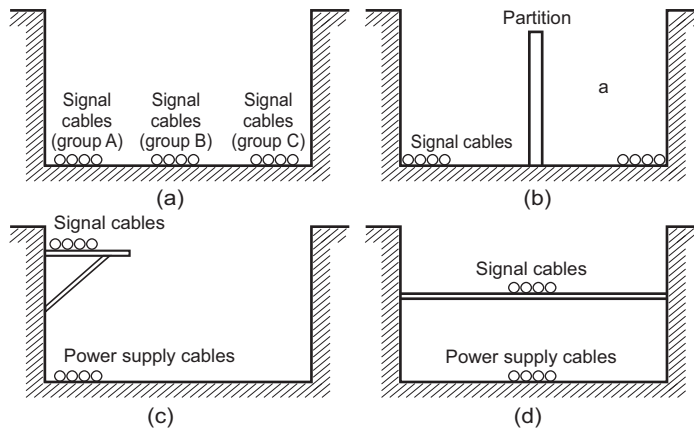 Signal
cables
(group A)
Signal
cables
(group B)
Signal
cables
(group C)
(a)
Partition
a
Signal cables
(b)
Signal cables
Power supply cables
(c)
Signal cables
Power supply cables
(d)